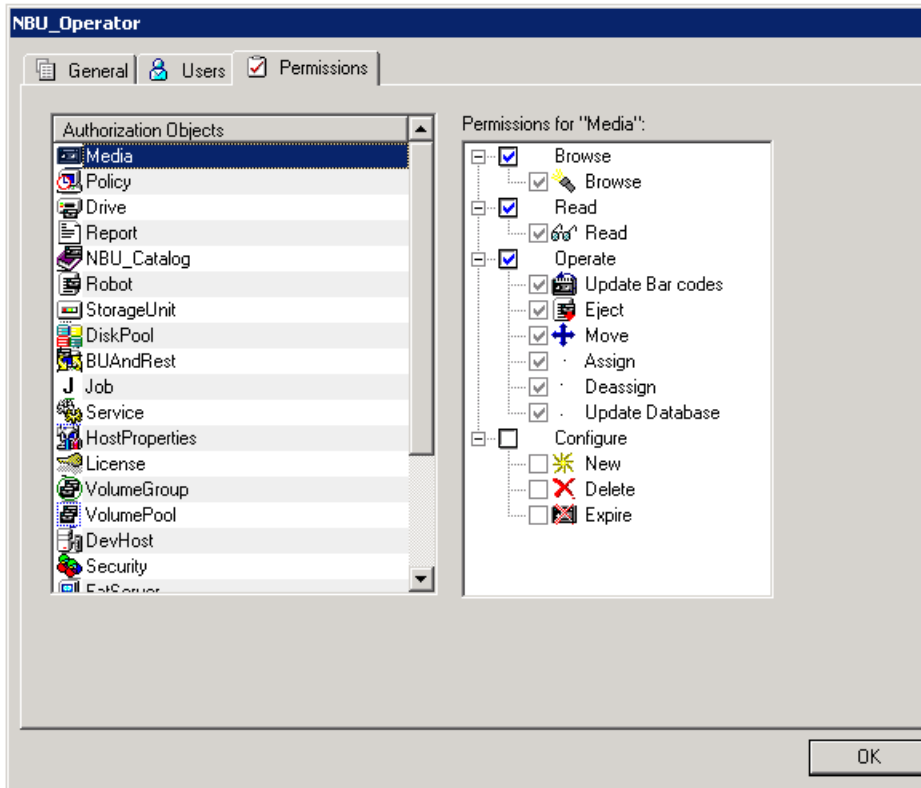 NBU_Operator
General
Users
Permissions
Authorization Objects
Media
Policy
Drive
Report
NBU_Catalog
Robot
StorageUnit
DiskPool
BUAndRest
J Job
Service
HostProperties
License
VolumeGroup
VolumePool
DevHost
Security
Permissions for "Media":
Browse
Browse
Read
Read
Operate
Update Bar codes
Eject
Move
Assign
Deassign
Update Database
Configure
New
Delete
Expire
OK